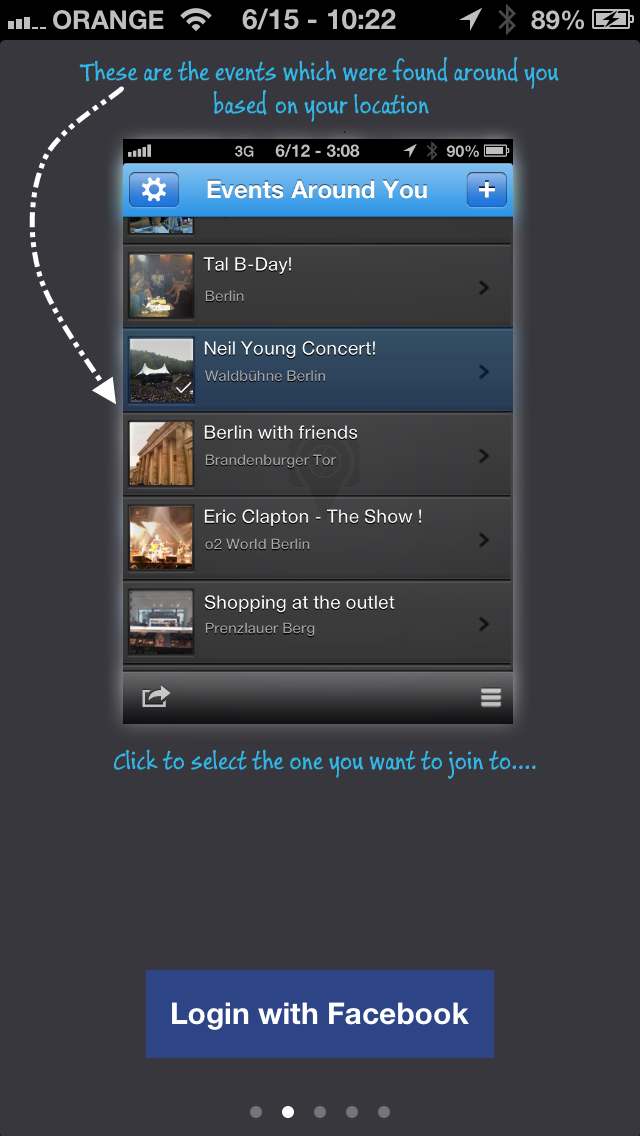 ORANGE 6/15 - 10:22 89%
These are the events which were found around you
based on your location
3G 6/12 - 3:08 90%
Events Around You
+
Tal B-Day!
Berlin
Neil Young Concert!
Waldbühne Berlin
Berlin with friends
Brandenburger Tor
Eric Clapton - The Show !
o2 World Berlin
Shopping at the outlet
Prenzlauer Berg
Click to select the one you want to join to....
Login with Facebook